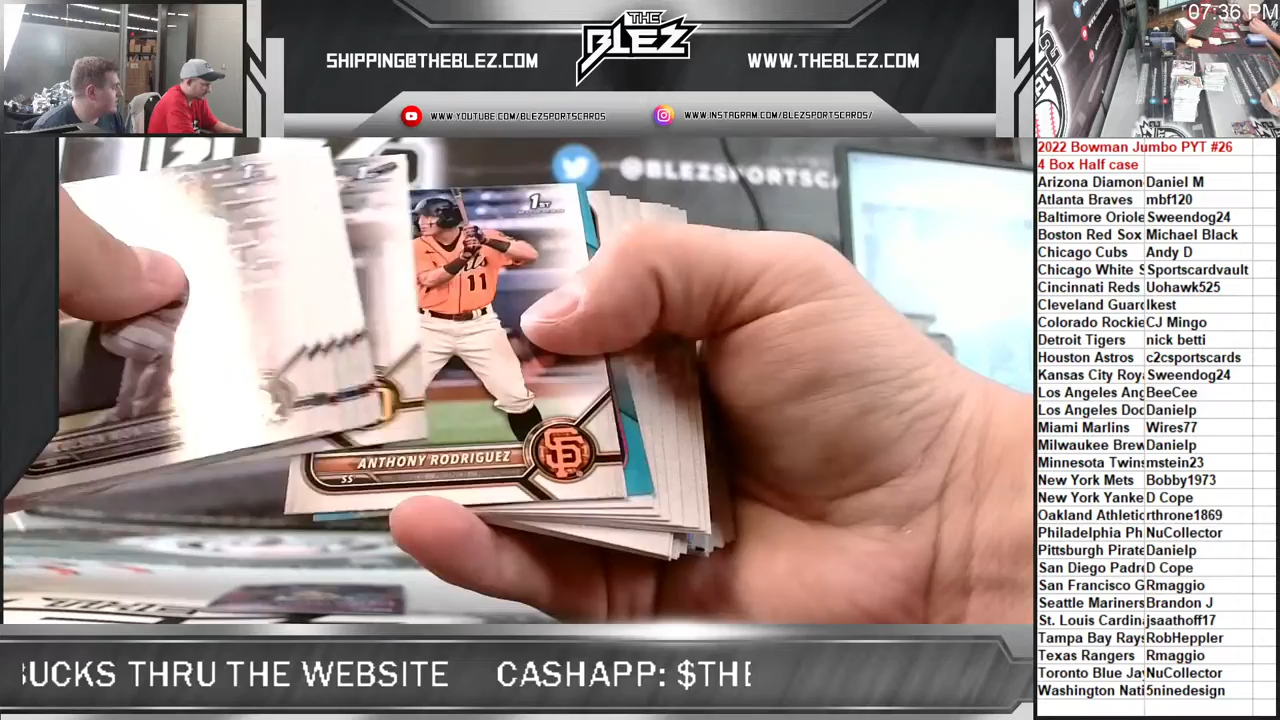 07:36 PM
THE
BLEZ
SHIPPING@THEBLEZ.COM
WWW.THEBLEZ.COM
WWW.YOUTUBE.COM/BLEZSPORTSCARDS
WWW.INSTAGRAM.COM/BLEZSPORTSCARDS/
@BLEZSPORTSC
1ST
11
ANTHONY RODRIGUEZ
SS
SF
2022 Bowman Jumbo PYT #26
4 Box Half case
Arizona Diamon Daniel M
Atlanta Braves mbf120
Baltimore Oriole Sweendog24
Boston Red Sox Michael Black
Chicago Cubs Andy D
Chicago White S Sportscardvault
Cincinnati Reds Uohawk525
Cleveland Guard Ikest
Colorado Rockie CJ Mingo
Detroit Tigers nick betti
Houston Astros c2csportscards
Kansas City Roy Sweendog24
Los Angeles Ang BeeCee
Los Angeles Dod Danielp
Miami Marlins Wires77
Milwaukee Brew Danielp
Minnesota Twins mstein23
New York Mets Bobby1973
New York Yanke D Cope
Oakland Athletic rthrone1869
Philadelphia Ph NuCollector
Pittsburgh Pirate Danielp
San Diego Padre D Cope
San Francisco G Rmaggio
Seattle Mariners Brandon J
St. Louis Cardin jsaathoff17
Tampa Bay Rays RobHeppler
Texas Rangers Rmaggio
Toronto Blue Ja NuCollector
Washington Nati 5ninedesign
BUCKS THRU THE WEBSITE CASHAPP: $THE